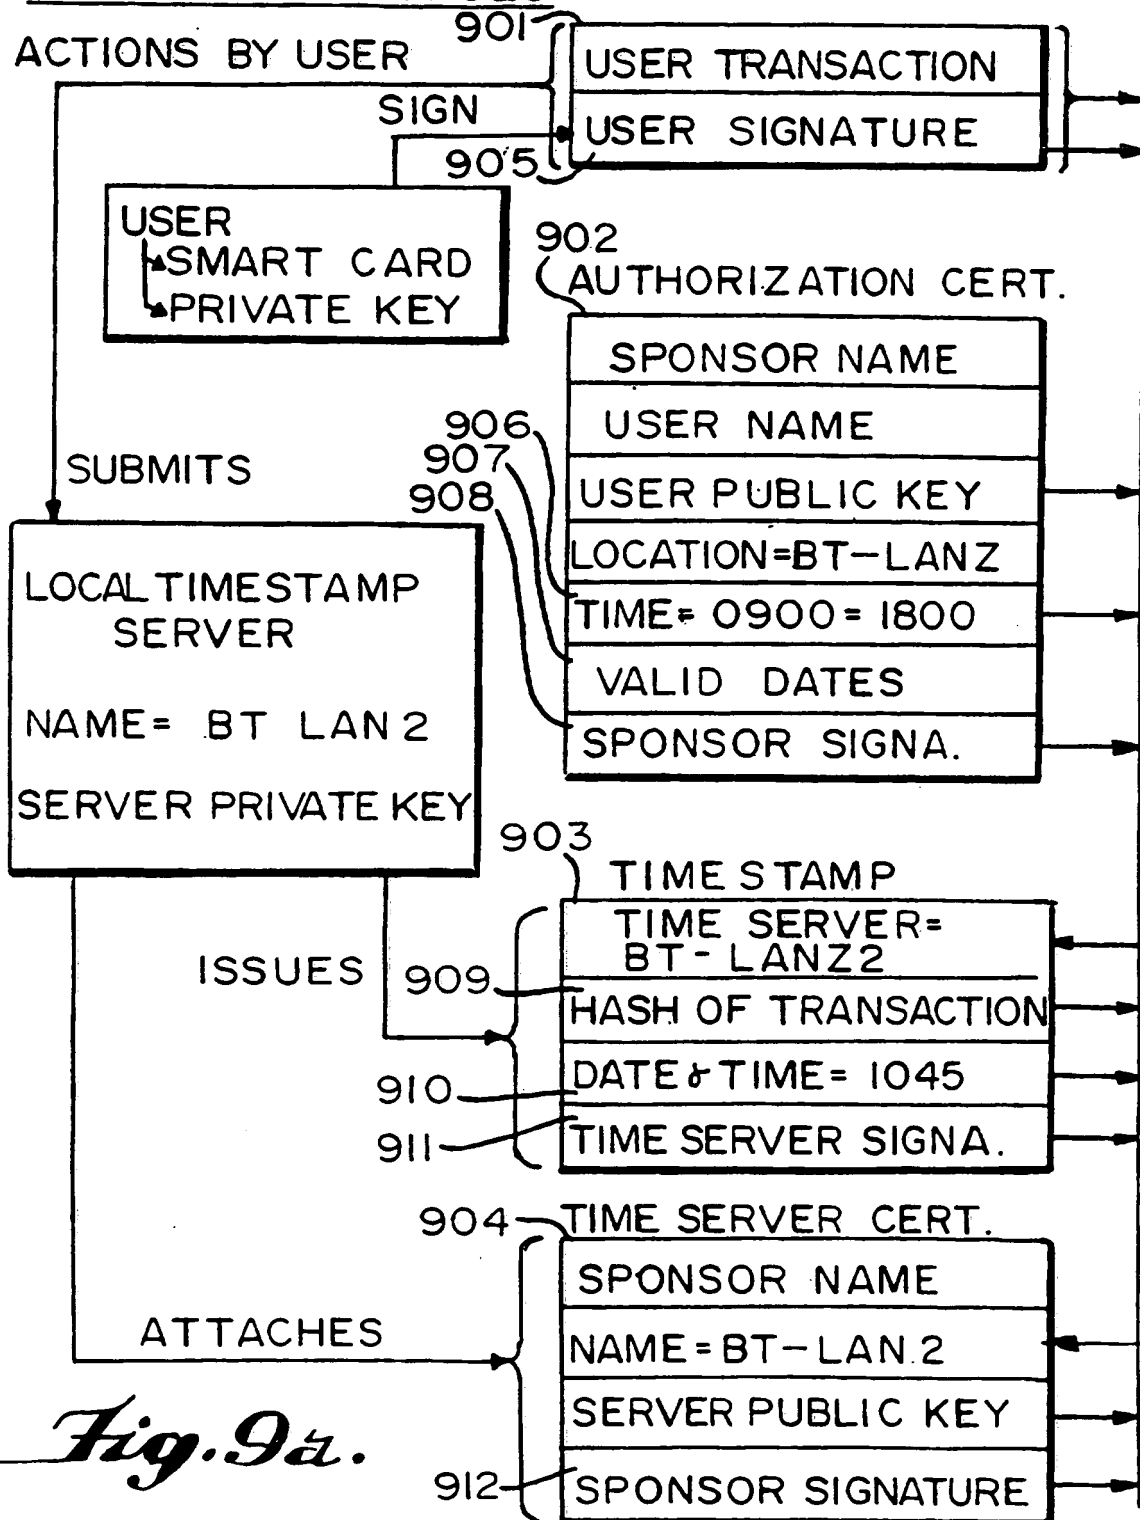 901
ACTIONS BY USER
USER TRANSACTION
SIGN
USER SIGNATURE
905
USER
SMART CARD
PRIVATE KEY
902
AUTHORIZATION CERT.
SPONSOR NAME
USER NAME
906
907
908
SUBMITS
USER PUBLIC KEY
LOCATION=BT-LANZ
TIME= 0900=1800
VALID DATES
SPONSOR SIGNA.
LOCAL TIMESTAMP
SERVER
NAME= BT LAN 2
SERVER PRIVATE KEY
903
TIME STAMP
TIME SERVER=
BT-LANZ2
ISSUES
909
HASH OF TRANSACTION
910
DATE & TIME= 1045
911
TIME SERVER SIGNA.
904
TIME SERVER CERT.
SPONSOR NAME
ATTACHES
NAME=BT-LAN.2
SERVER PUBLIC KEY
912
SPONSOR SIGNATURE
Fig.9a.